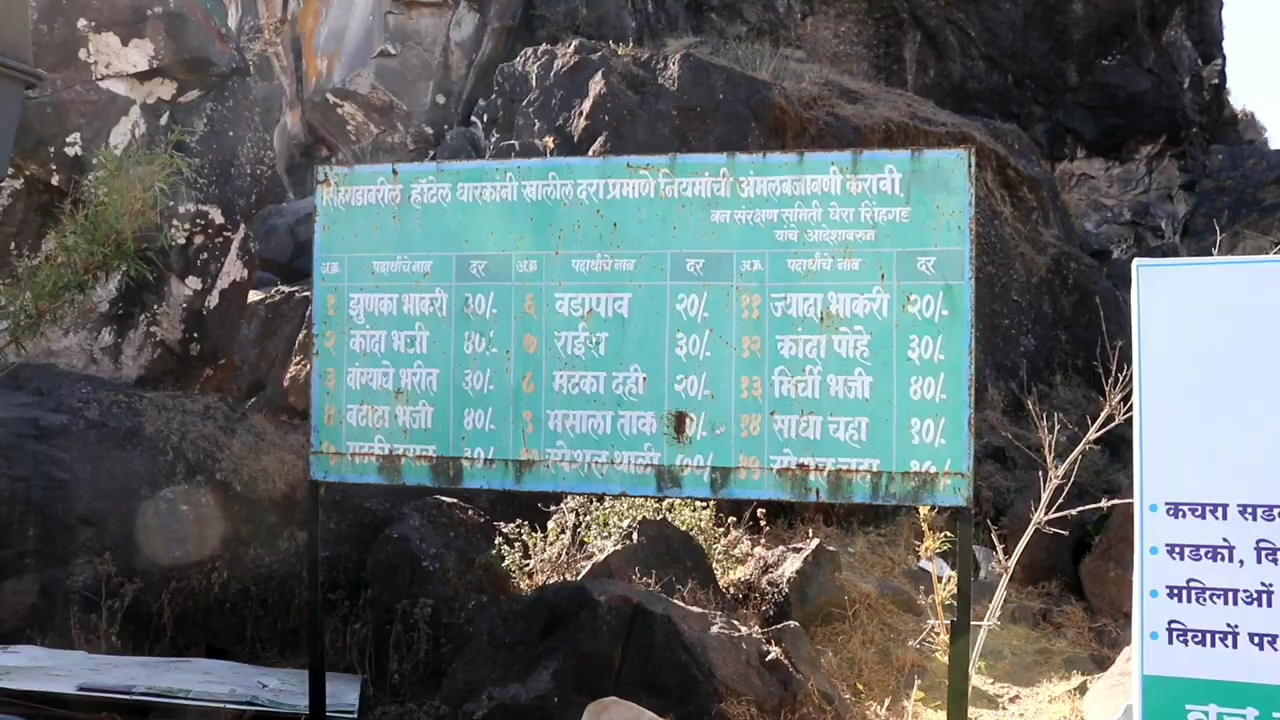 सिंहगडावरील हॉटेल धारकांनी खालील दरा प्रमाणे नियमांची अंमलबजावणी करावी.
वन संरक्षण समिती घेरा सिंहगड
यांचे आदेशावरुन
अ.क्र. पदार्थांचे नाव दर अ.क्र पदार्थांचे नाव दर अ.क्र. पदार्थांचे नाव दर
१ झुणका भाकरी ३०/- ६ वडापाव २०/- ११ ज्यादा भाकरी २०/-
२ कांदा भजी ४०/- ७ राईस ३०/- १२ कांदा पोहे ३०/-
३ वांग्याचे भरीत ३०/- ८ मटका दही २०/- १३ मिर्ची भजी ४०/-
४ बटाटा भजी ४०/- ९ मसाला ताक १४ साधा चहा १०/-
स्पेशल थाळी स्पेशल चहा
• कचरा
• सडको,
• महिलाओं
• दिवारों पर